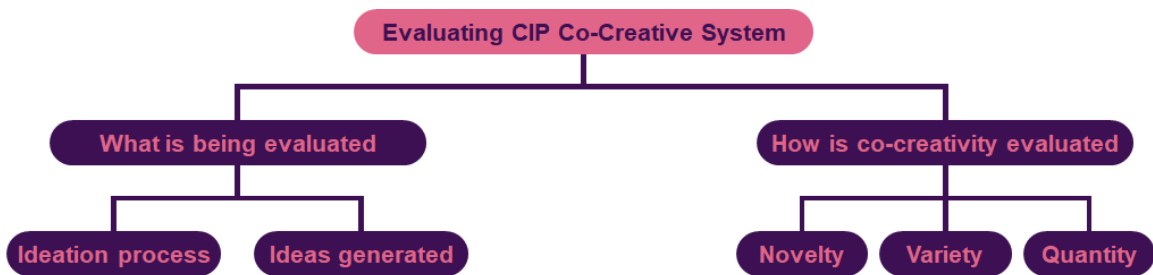 Evaluating CIP Co-Creative System
What is being evaluated
How is co-creativity evaluated
Ideation process
Ideas generated
Novelty
Variety
Quantity